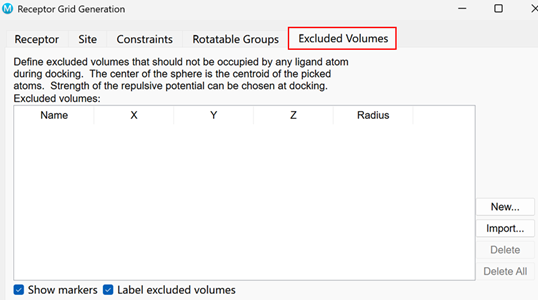 Receptor Grid Generation
Receptor Site Constraints Rotatable Groups Excluded Volumes
Define excluded volumes that should not be occupied by any ligand atom
during docking. The center of the sphere is the centroid of the picked
atoms. Strength of the repulsive potential can be chosen at docking.
Excluded volumes:
Name X Y Z Radius
New...
Import...
Delete
Delete All
Show markers Label excluded volumes